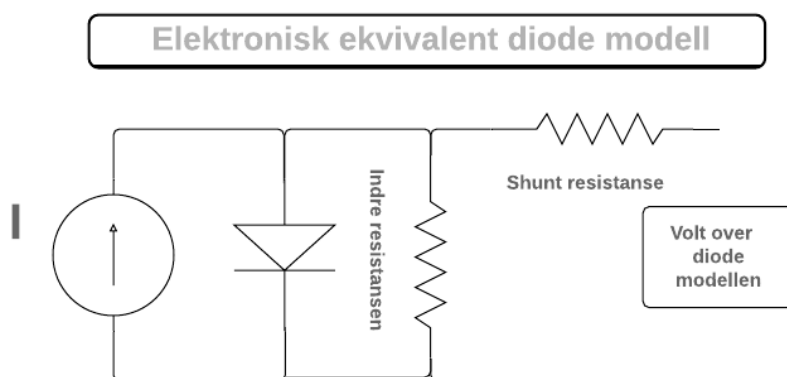 Elektronisk ekvivalent diode modell
I
Indre resistansen
Shunt resistanse
Volt over
diode
modellen